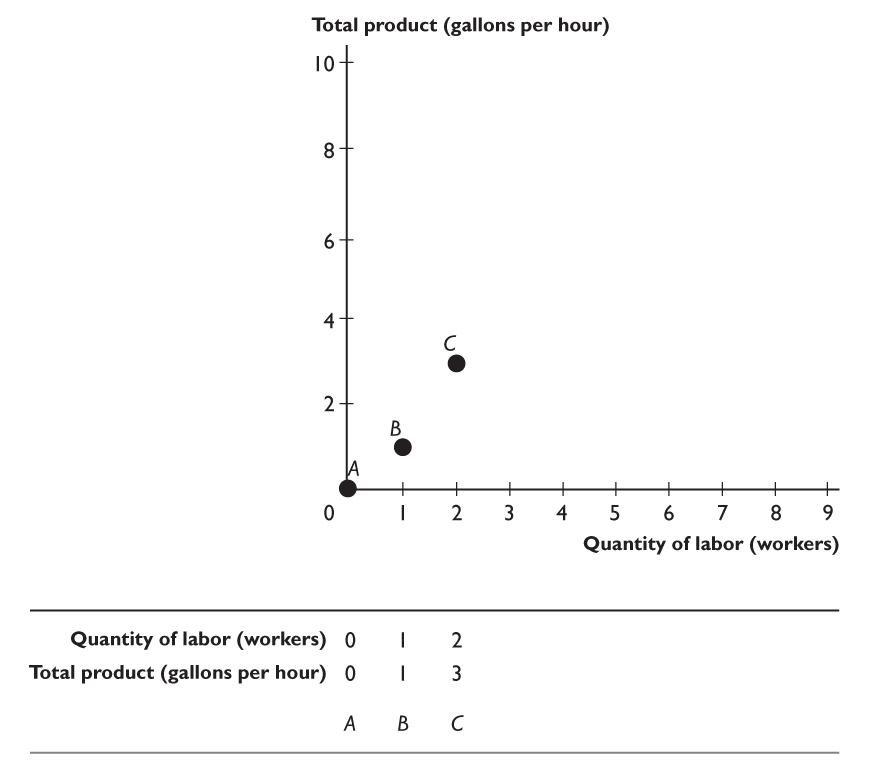 Total product (gallons per hour)
10
8
6
4
C
2
B
A
0 1 2 3 4 5 6 7 8 9
Quantity of labor (workers)
Quantity of labor (workers) 0 1 2
Total product (gallons per hour) 0 1 3
A B C